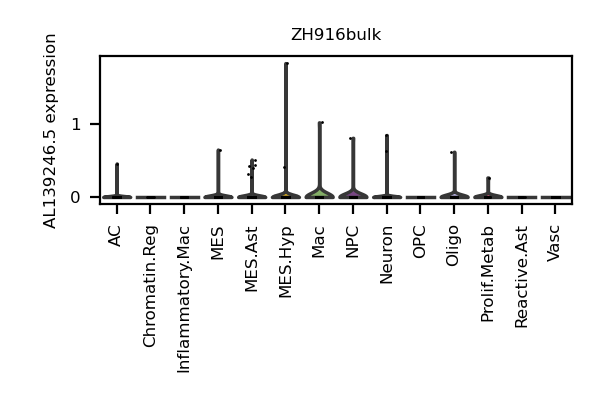 ZH916bulk
AL139246.5 expression
1
0
AC
Chromatin.Reg
Inflammatory.Mac
MES
MES.Ast
MES.Hyp
Mac
NPC
Neuron
OPC
Oligo
Prolif.Metab
Reactive.Ast
Vasc